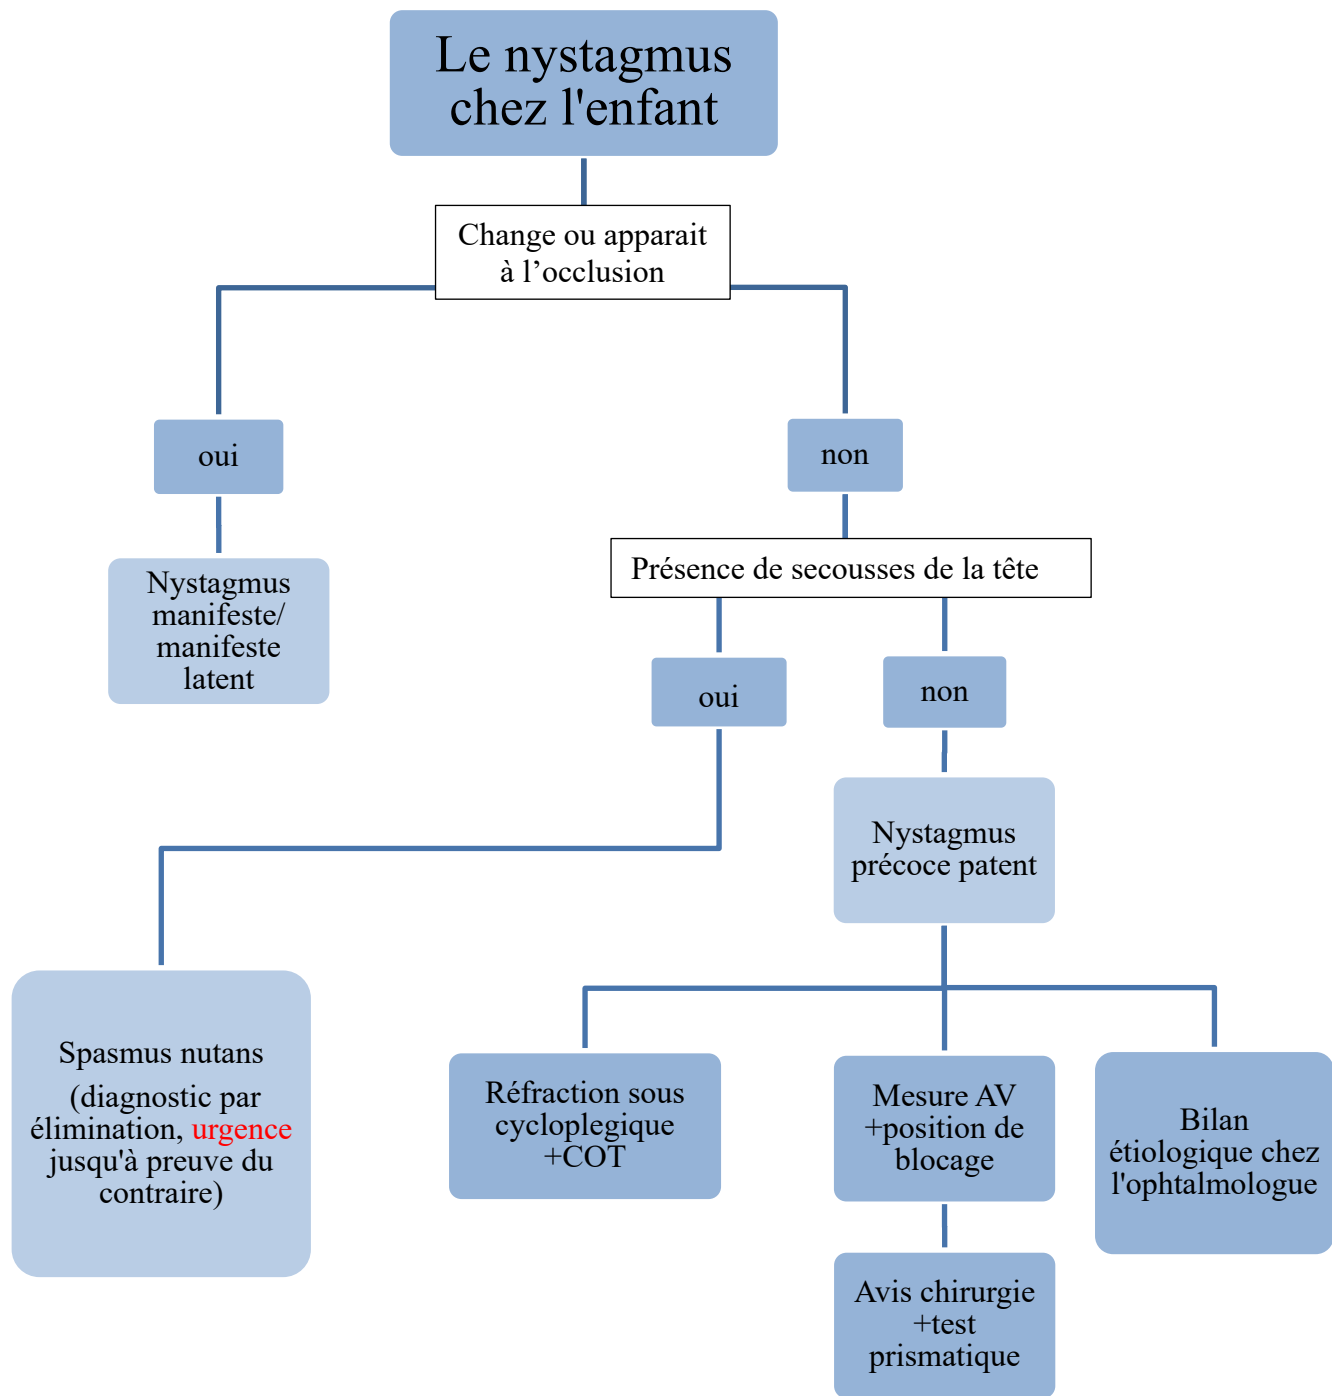 Le nystagmus
chez l'enfant
Change ou apparait
à l’occlusion
oui
non
Nystagmus
manifeste/
manifeste
latent
Présence de secousses de la tête
oui
non
Nystagmus
précoce patent
Spasmus nutans
(diagnostic par
élimination, urgence
jusqu'à preuve du
contraire)
Réfraction sous
cycloplegique
+COT
Mesure AV
+position de
blocage
Bilan
étiologique chez
l'ophtalmologue
Avis chirurgie
+test
prismatique